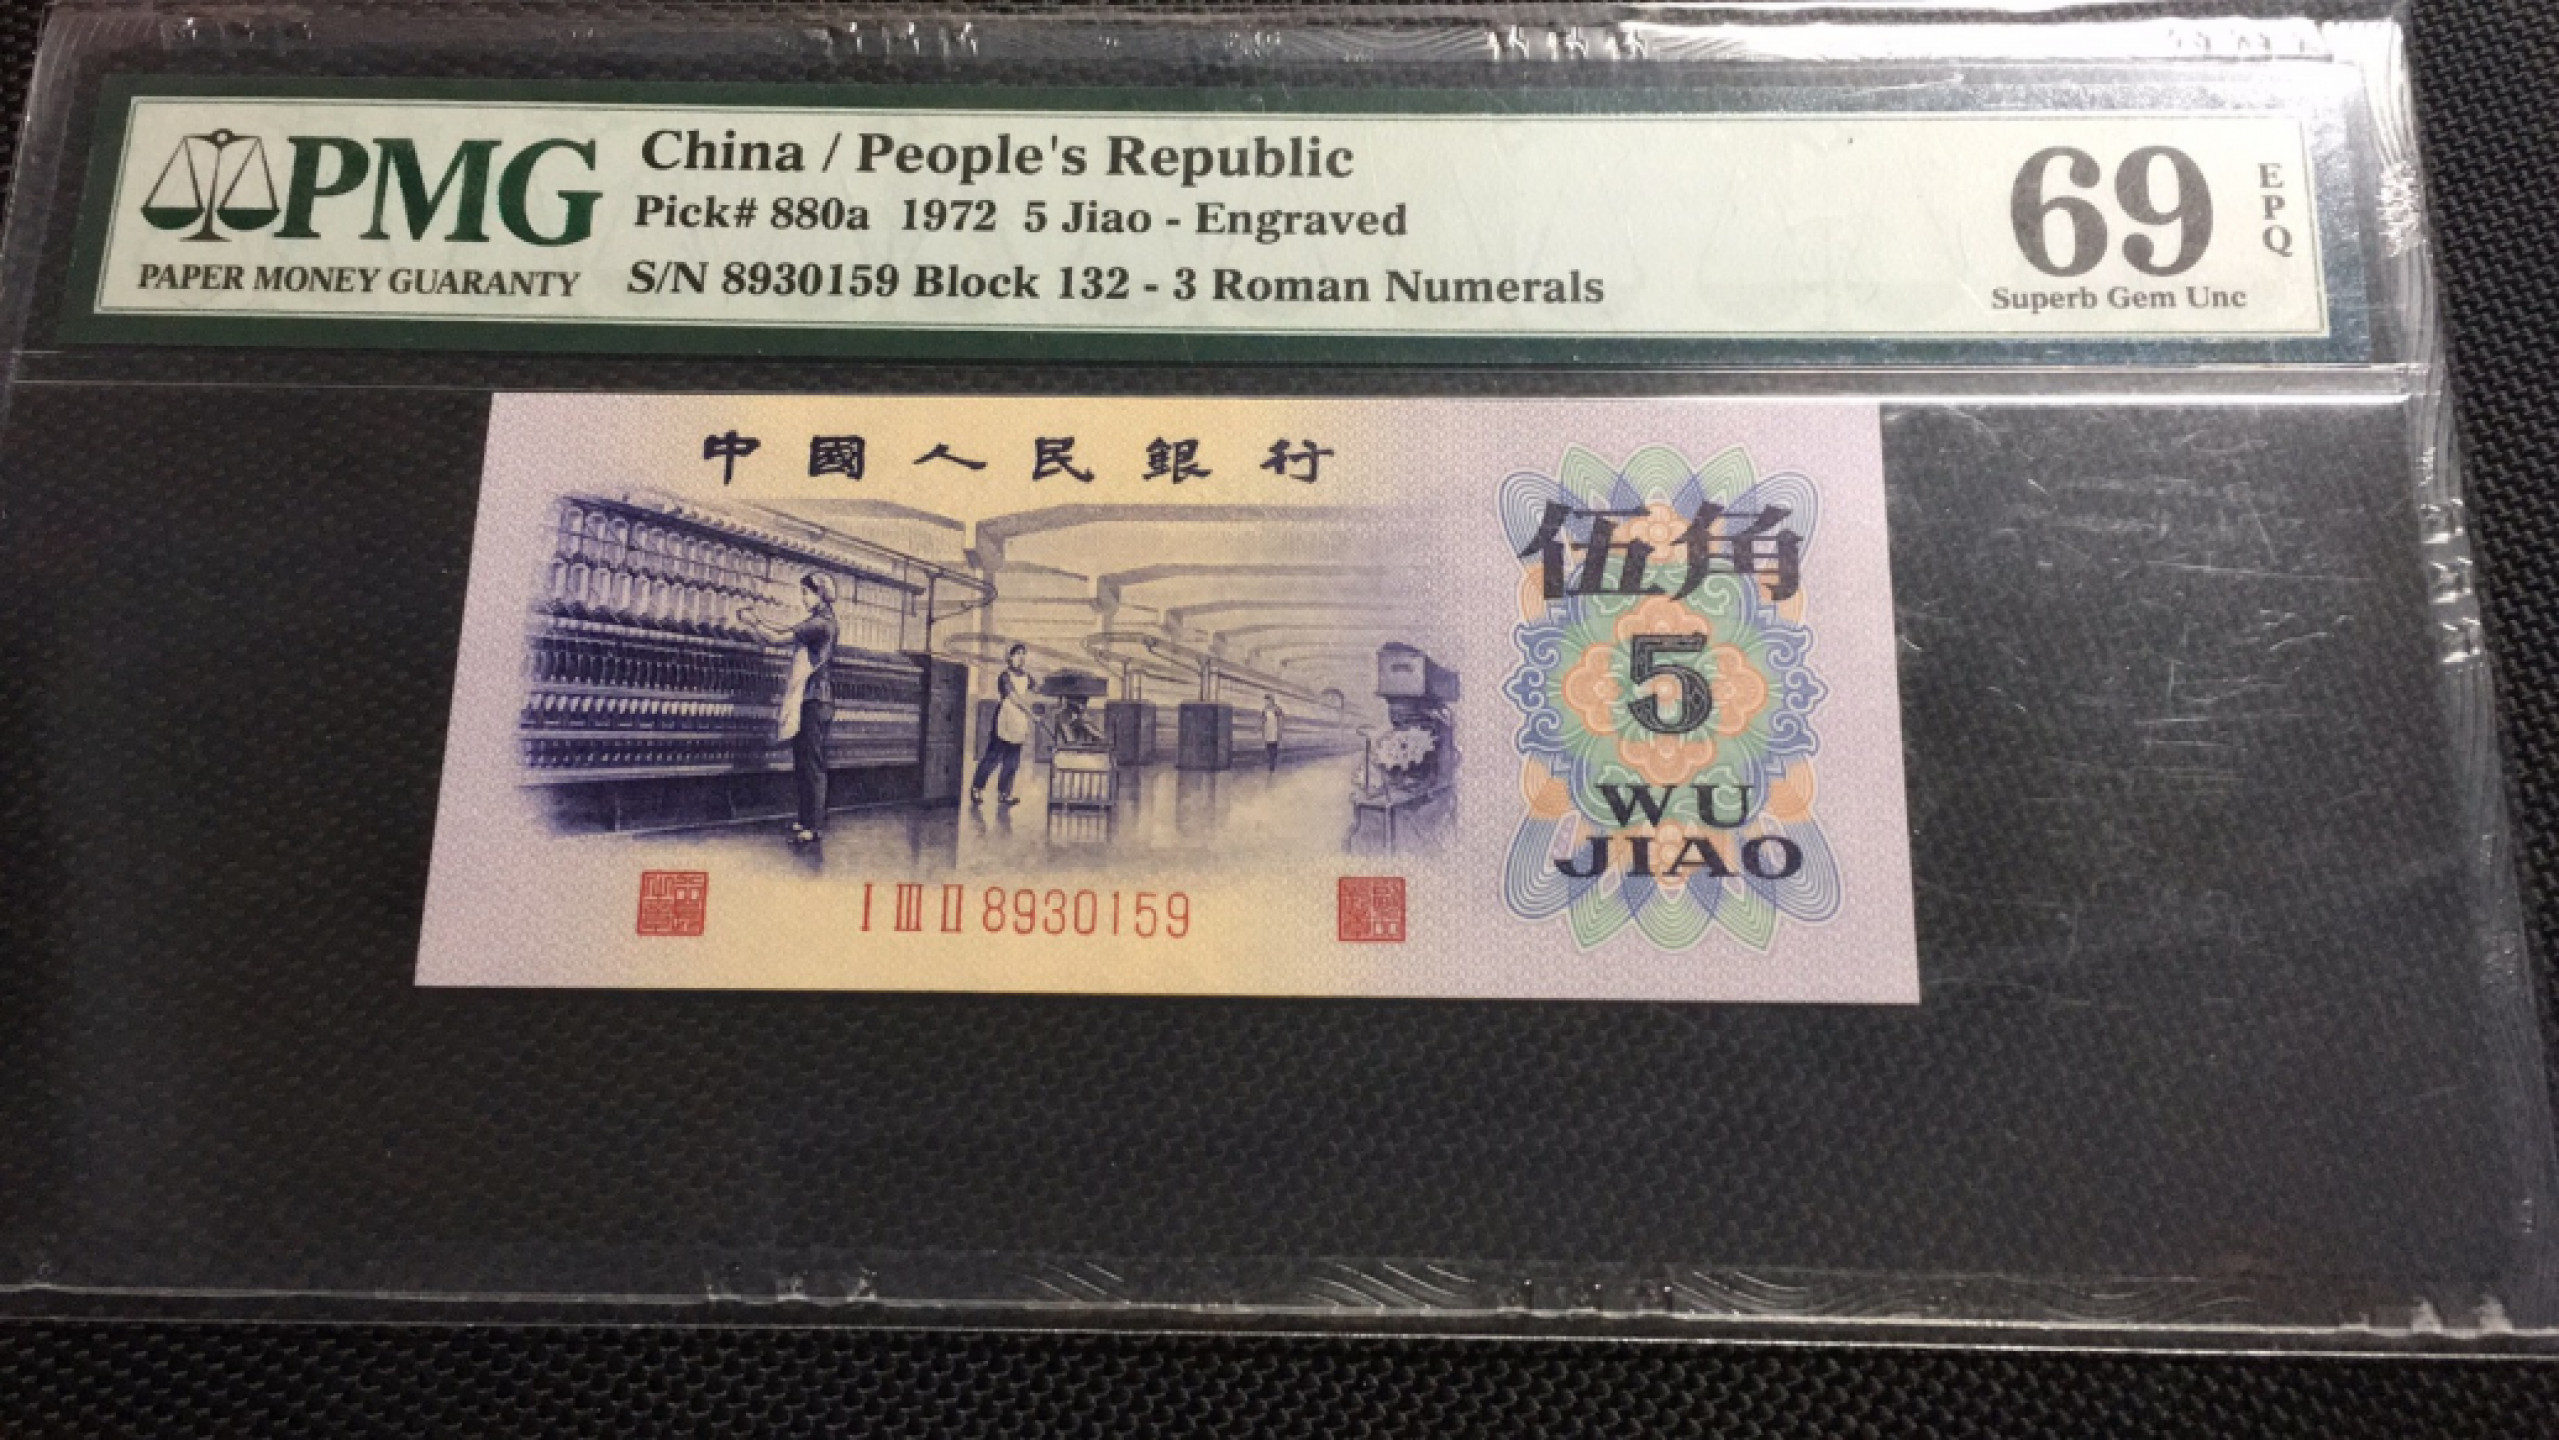 PMG
PAPER MONEY GUARANTY
China / People's Republic
Pick# 880a 1972 5 Jiao - Engraved
S/N 8930159 Block 132 - 3 Roman Numerals
69
EPQ
Superb Gem Unc
中國人民銀行
伍角
5
WU
JIAO
I III II 8930159